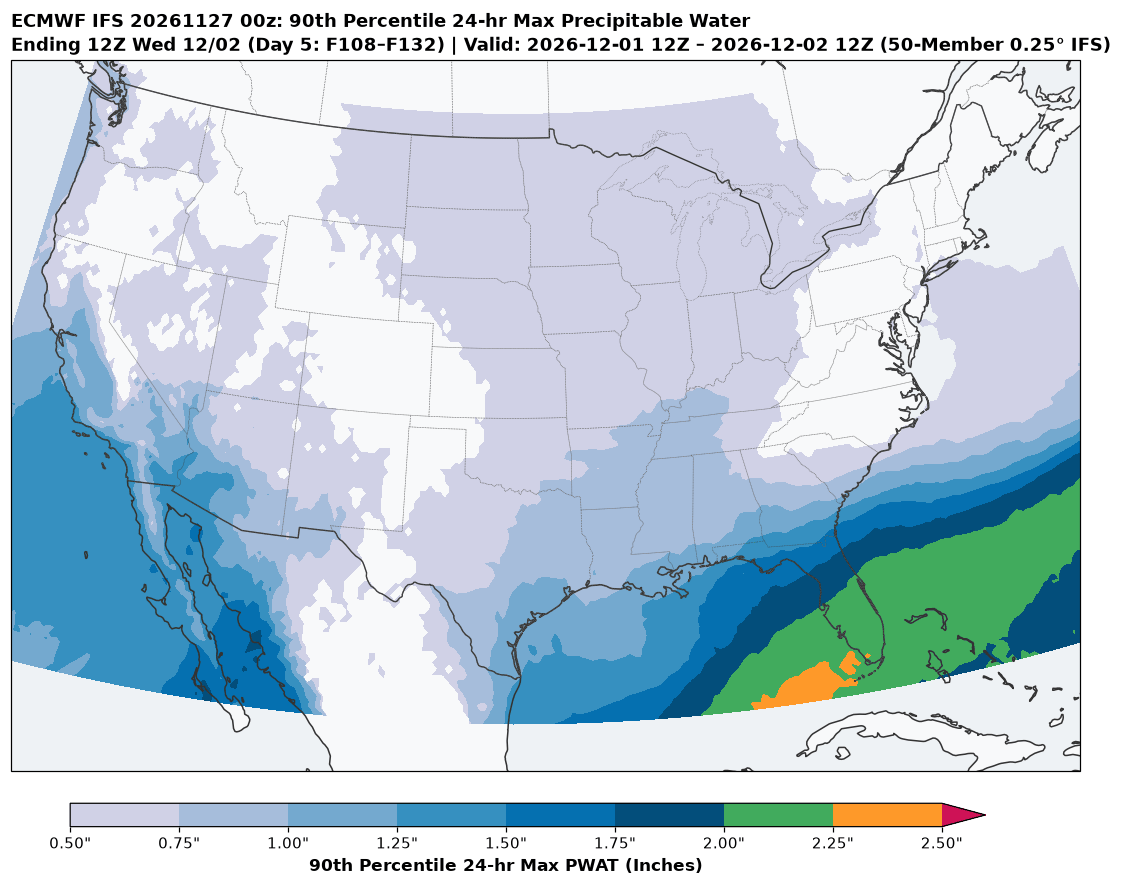 ECMWF IFS 20261127 00z: 90th Percentile 24-hr Max Precipitable Water
Ending 12Z Wed 12/02 (Day 5: F108–F132) | Valid: 2026-12-01 12Z – 2026-12-02 12Z (50-Member 0.25° IFS)
0.50" 0.75" 1.00" 1.25" 1.50" 1.75" 2.00" 2.25" 2.50"
90th Percentile 24-hr Max PWAT (Inches)